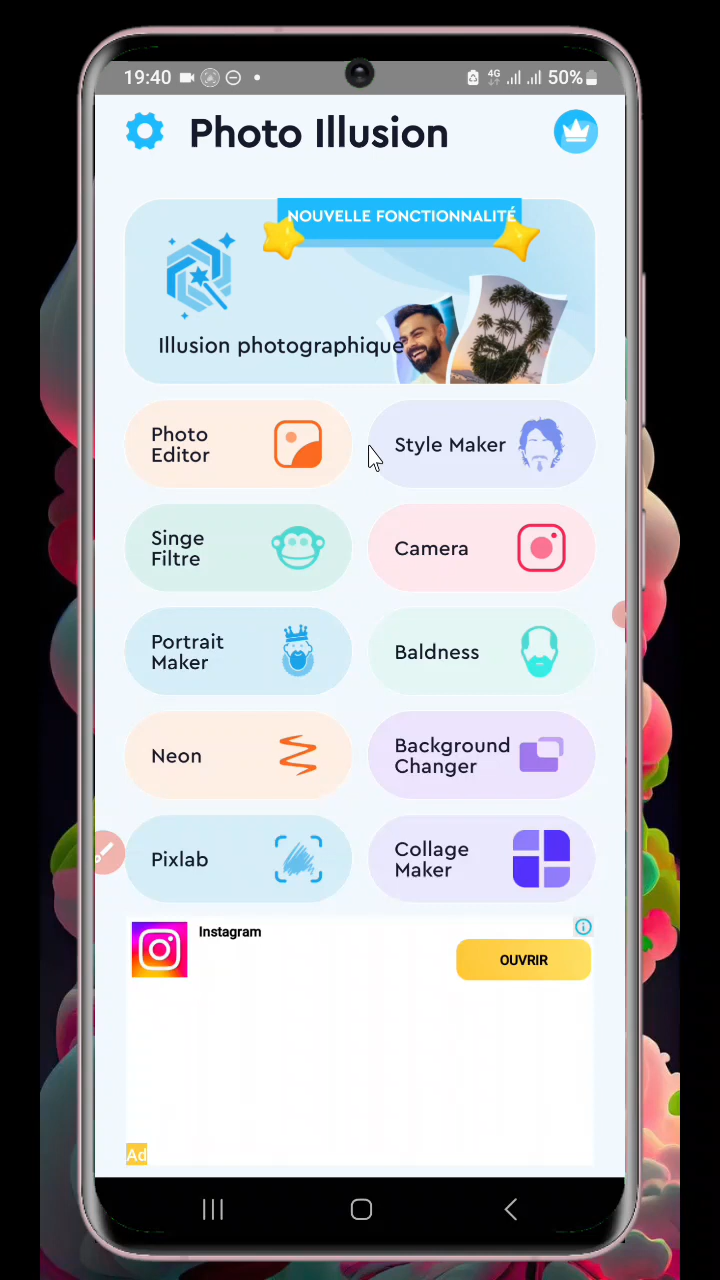 19:40
4G
50%
Photo Illusion
NOUVELLE FONCTIONNALITÉ
Illusion photographique
Photo
Editor
Style Maker
Singe
Filtre
Camera
Portrait
Maker
Baldness
Neon
Background
Changer
Pixlab
Collage
Maker
Instagram
OUVRIR
Ad